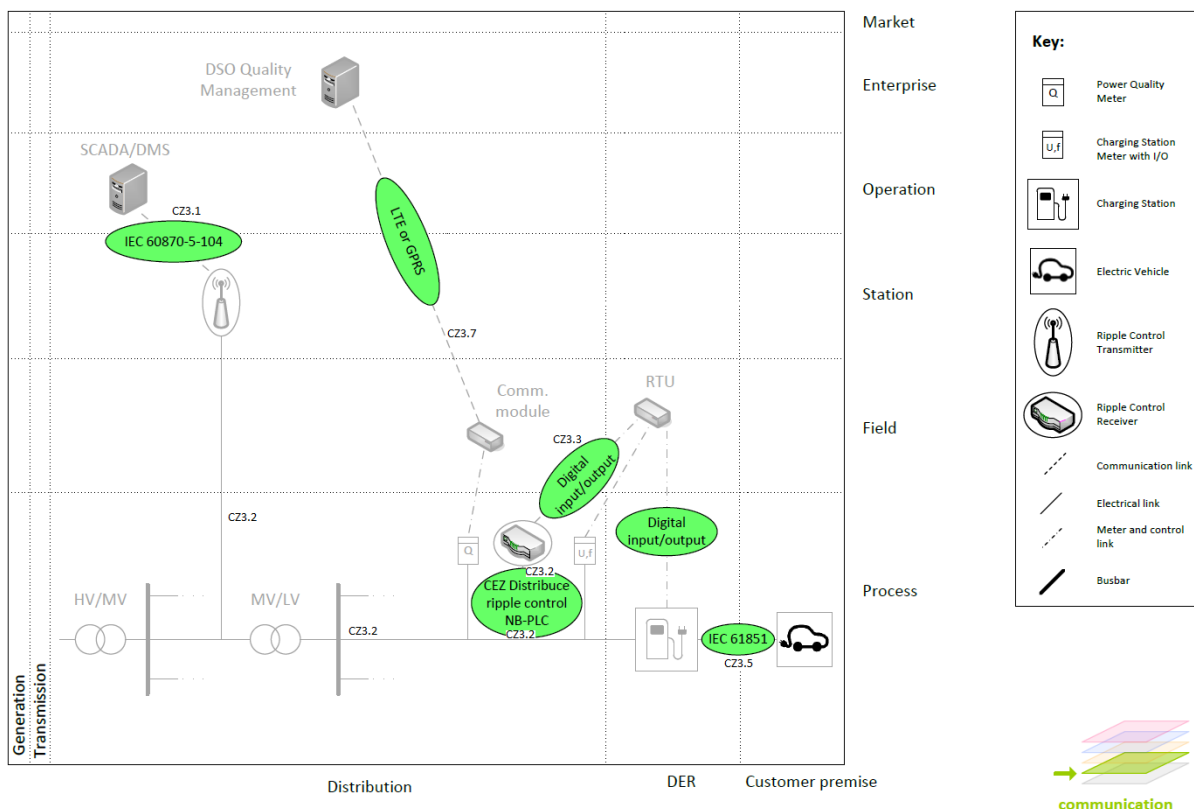 Market
DSO Quality
Management
Enterprise
SCADA/DMS
CZ3.1
IEC 60870-5-104
LTE or GPRS
Operation
Station
CZ3.7
Comm.
module
RTU
CZ3.3
Digital
input/output
Field
CZ3.2
Q
U,f
Digital
input/output
CZ3.2
CEZ Distribuce
ripple control
NB-PLC
CZ3.2
Process
HV/MV
MV/LV
CZ3.2
IEC 61851
CZ3.5
Generation
Transmission
Distribution
DER
Customer premise
Key:
Q
Power Quality
Meter
U,f
Charging Station
Meter with I/O
Charging Station
Electric Vehicle
Ripple Control
Transmitter
Ripple Control
Receiver
Communication link
Electrical link
Meter and control
link
Busbar
communication